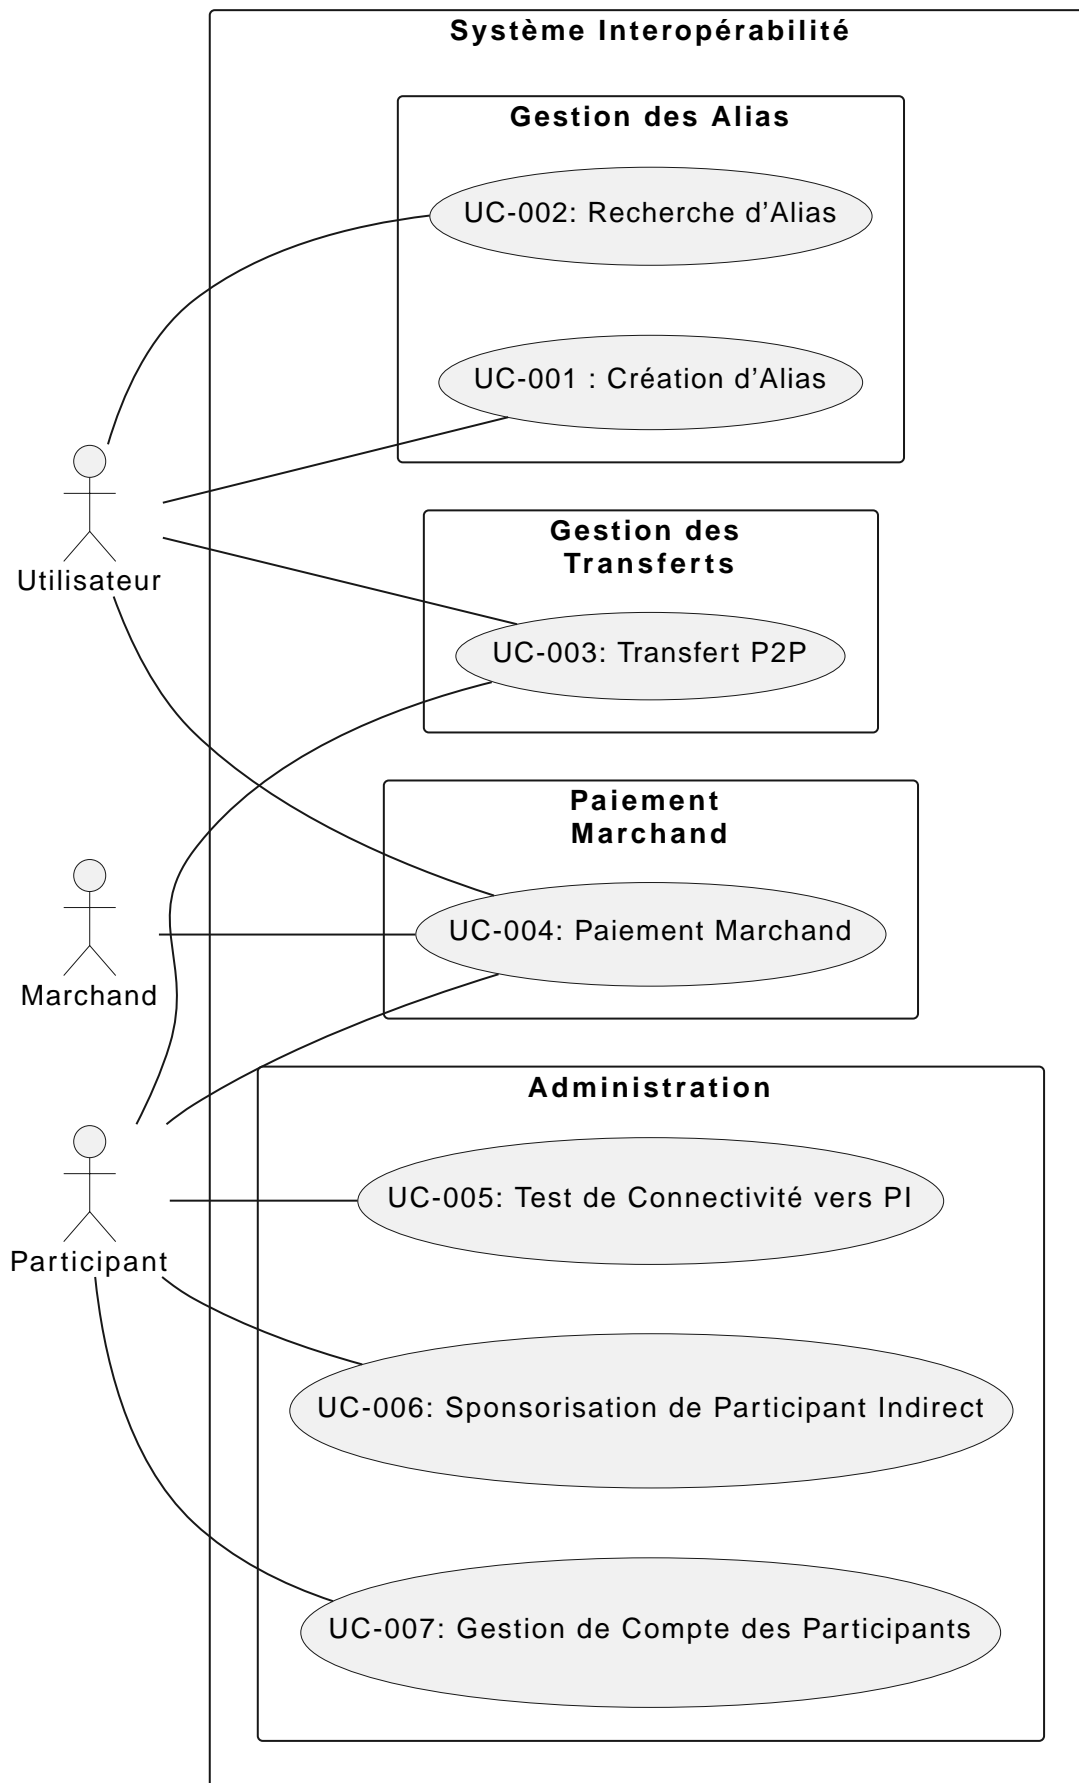 Système Interopérabilité
Gestion des Alias
UC-002: Recherche d’Alias
UC-001 : Création d’Alias
Utilisateur
Gestion des
Transferts
UC-003: Transfert P2P
Paiement
Marchand
UC-004: Paiement Marchand
Marchand
Administration
UC-005: Test de Connectivité vers PI
Participant
UC-006: Sponsorisation de Participant Indirect
UC-007: Gestion de Compte des Participants